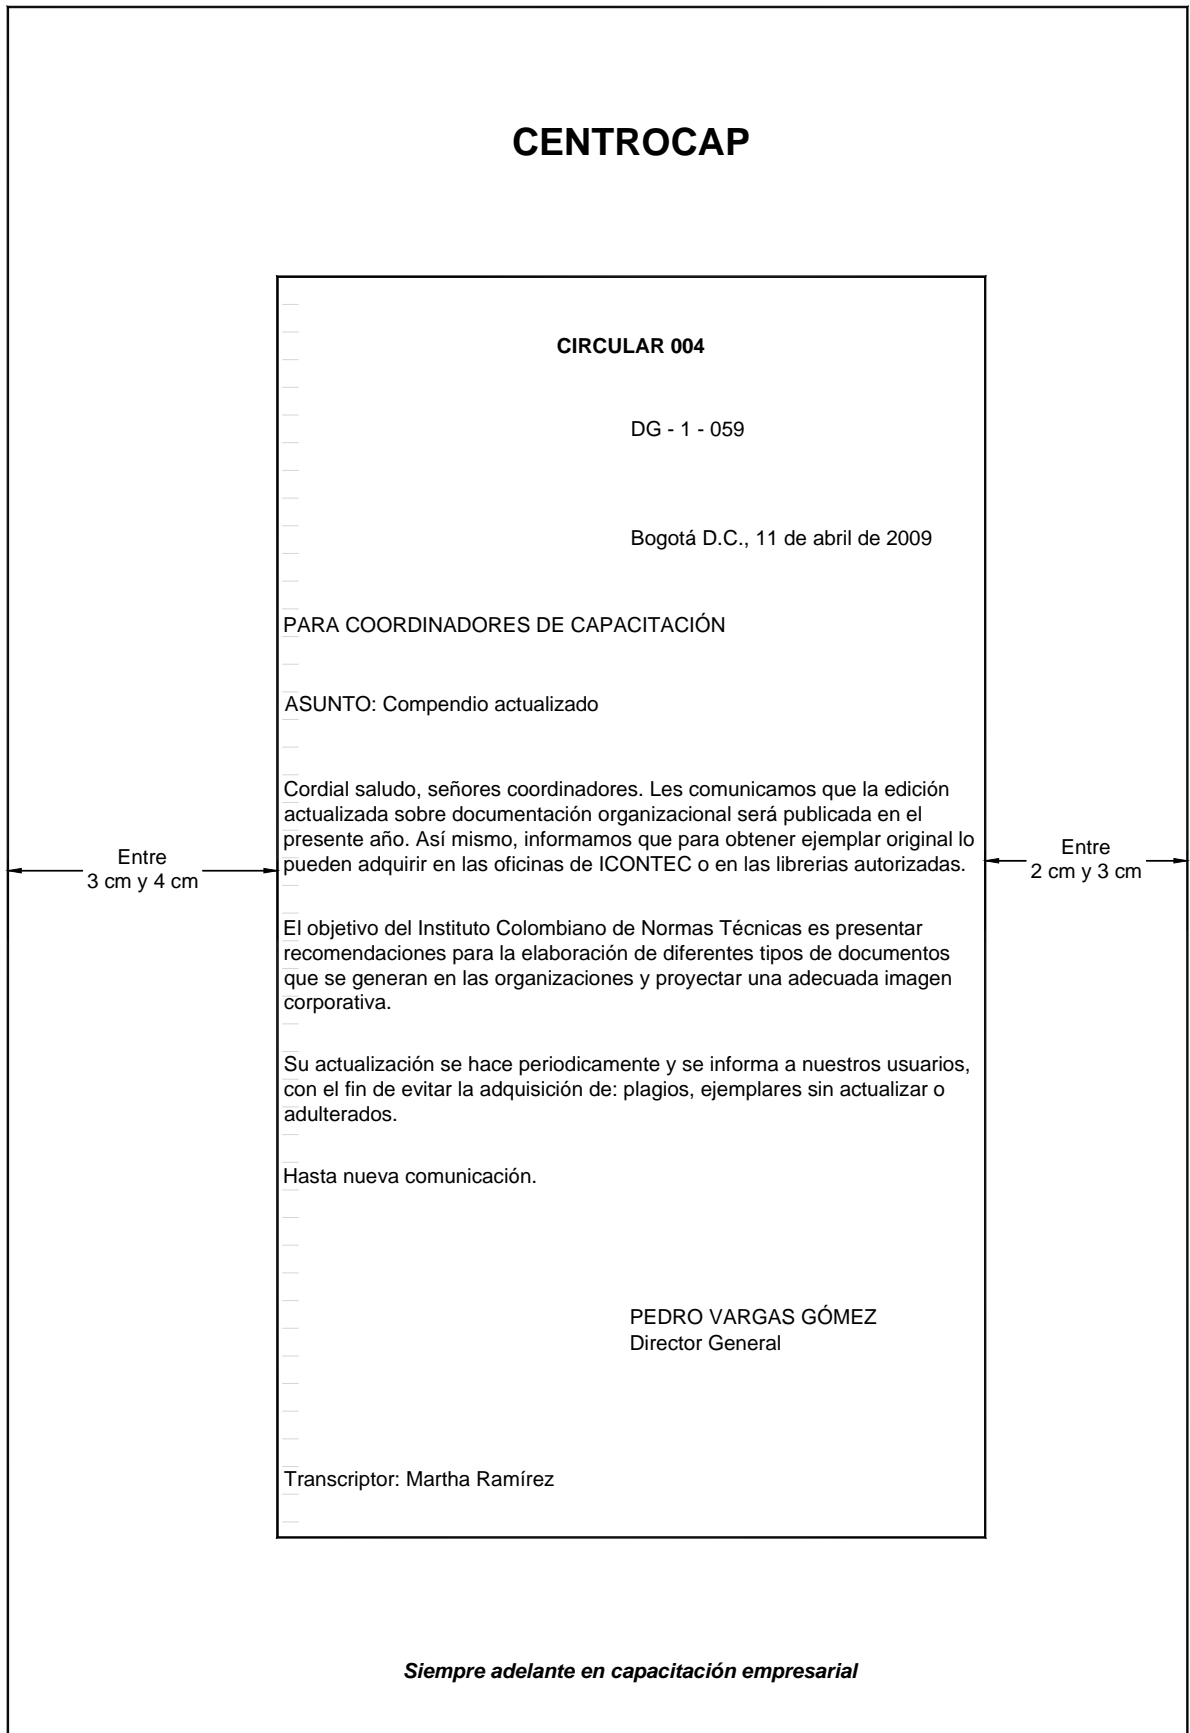 CENTROCAP
CIRCULAR 004
DG - 1 - 059
Bogotá D.C., 11 de abril de 2009
PARA COORDINADORES DE CAPACITACIÓN
ASUNTO: Compendio actualizado
Cordial saludo, señores coordinadores. Les comunicamos que la edición
actualizada sobre documentación organizacional será publicada en el
presente año. Así mismo, informamos que para obtener ejemplar original lo
pueden adquirir en las oficinas de ICONTEC o en las librerias autorizadas.
Entre
3 cm y 4 cm
Entre
2 cm y 3 cm
El objetivo del Instituto Colombiano de Normas Técnicas es presentar
recomendaciones para la elaboración de diferentes tipos de documentos
que se generan en las organizaciones y proyectar una adecuada imagen
corporativa.
Su actualización se hace periodicamente y se informa a nuestros usuarios,
con el fin de evitar la adquisición de: plagios, ejemplares sin actualizar o
adulterados.
Hasta nueva comunicación.
PEDRO VARGAS GÓMEZ
Director General
Transcriptor: Martha Ramírez
Siempre adelante en capacitación empresarial